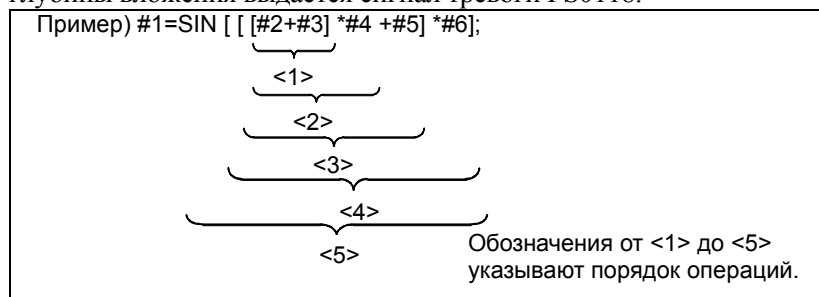 глубины вложения выдается сигнал тревоги PS0118.
Пример) #1=SIN [ [ [#2+#3] *#4 +#5] *#6];
<1>
<2>
<3>
<4>
<5>
Обозначения от <1> до <5>
указывают порядок операций.